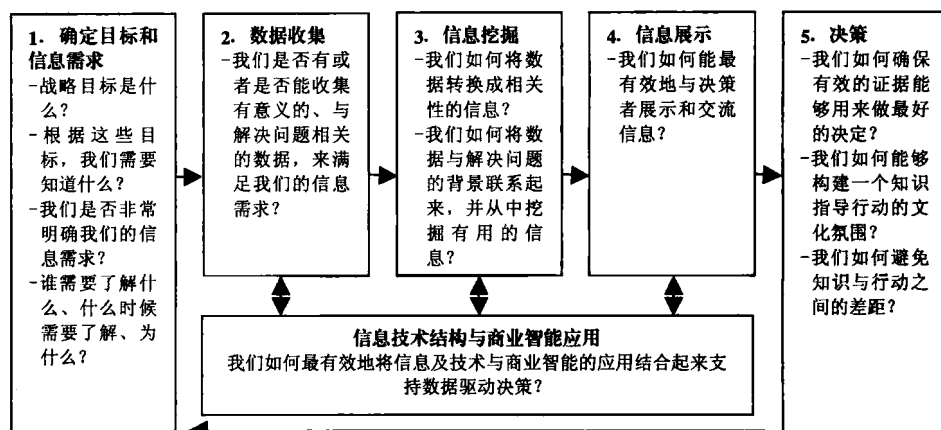 1. 确定目标和
信息需求
-战略目标是什
么?
-根据这些目
标,我们需要
知道什么?
-我们是否非常
明确我们的信
息需求?
-谁需要了解什
么、什么时候
需要了解、为
什么?
2. 数据收集
-我们是否有或
者是否能收集
有意义的、与
解决问题相关
的数据,来满
足我们的信息
需求?
3. 信息挖掘
-我们如何将数
据转换成相关
性的信息?
-我们如何将数
据与解决问题
的背景联系起
来,并从中挖
掘有用的信
息?
4. 信息展示
-我们如何能最
有效地与决策
者展示和交流
信息?
5. 决策
-我们如何确保
有效的证据能
够用来做最好
的决定?
-我们如何能够
构建一个知识
指导行动的文
化氛围?
-我们如何避免
知识与行动之
间的差距?
信息技术结构与商业智能应用
我们如何最有效地将信息及技术与商业智能的应用结合起来支
持数据驱动决策?